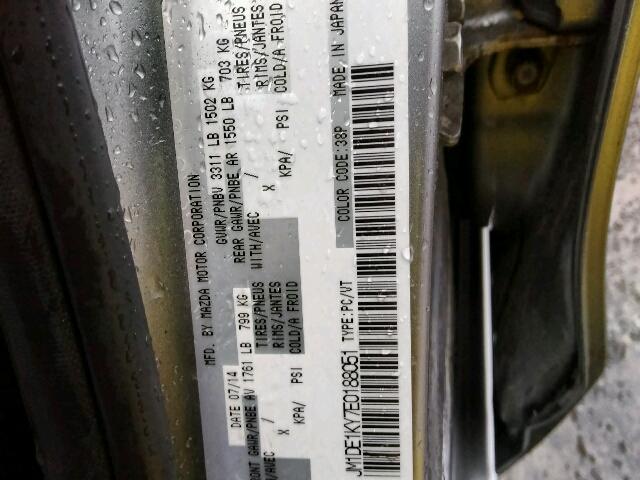 MFD. BY MAZDA MOTOR CORPORATION
DATE 07/14 GVWR/PNBV 3311 LB 1502 KG
FRONT GAWR/PNBE AV 1761 LB 799 KG REAR GAWR/PNBE AR 1550 LB 703 KG
WITH/AVEC TIRES/PNEUS WITH/AVEC / TIRES/PNEUS
X RIMS/JANTES X RIMS/JANTES
KPA/ PSI COLD/A FROID KPA/ PSI COLD/A FROID
JM1DE1KY7E0188051 TYPE:PC/VT COLOR CODE:38P MADE IN JAPAN